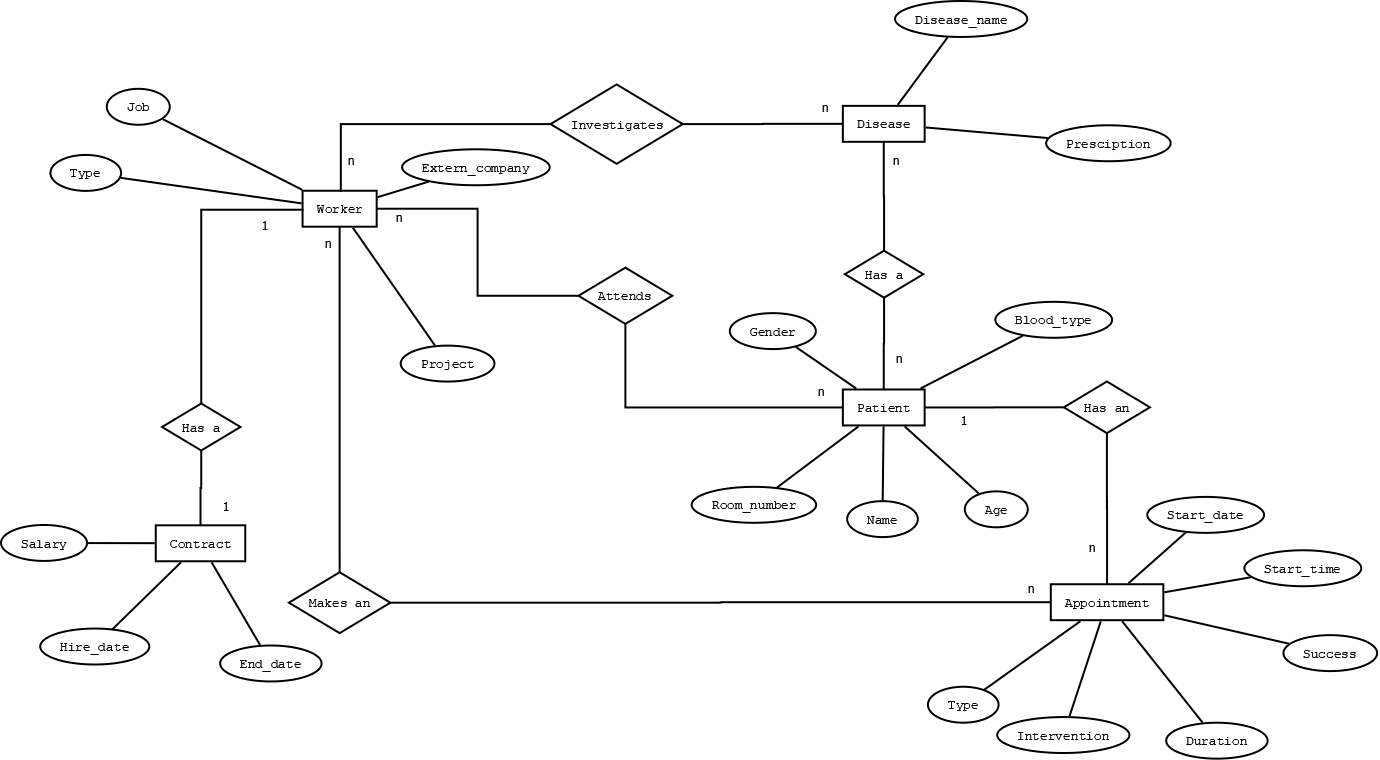 Disease_name
Job
n
Disease
Investigates
Presciption
n
n
Extern_company
Type
Worker
n
1
n
Has a
Attends
Blood_type
Gender
n
Project
n
Patient
Has an
1
Has a
Room_number
Name
Age
1
Start_date
Salary
Contract
n
Start_time
n
Makes an
Appointment
Hire_date
End_date
Success
Type
Intervention
Duration